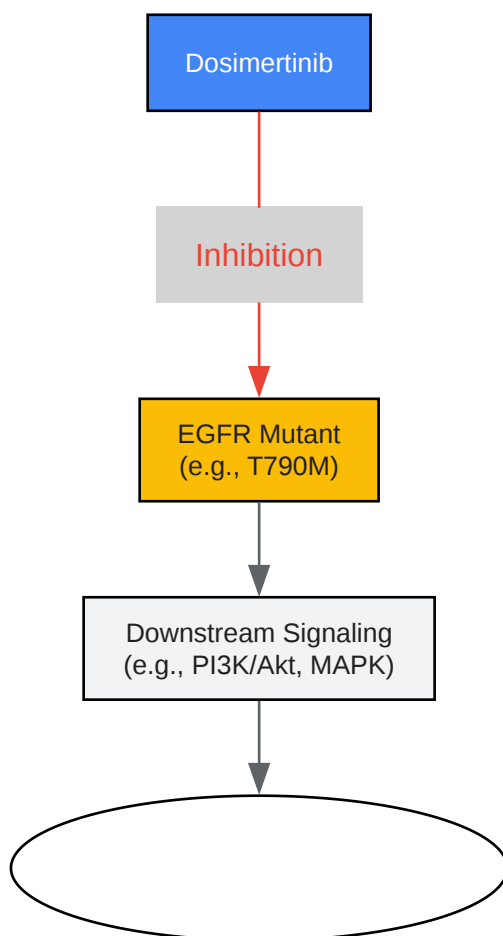 Dosimertinib
Inhibition
EGFR Mutant
(e.g., T790M)
Downstream Signaling
(e.g., PI3K/Akt, MAPK)